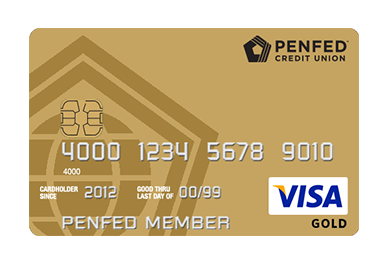 PENFED®
CREDIT UNION
4000 1234 5678 9010
4000
CARDHOLDER SINCE 2012 GOOD THRU LAST DAY OF 00/99
VISA
PENFED MEMBER
GOLD